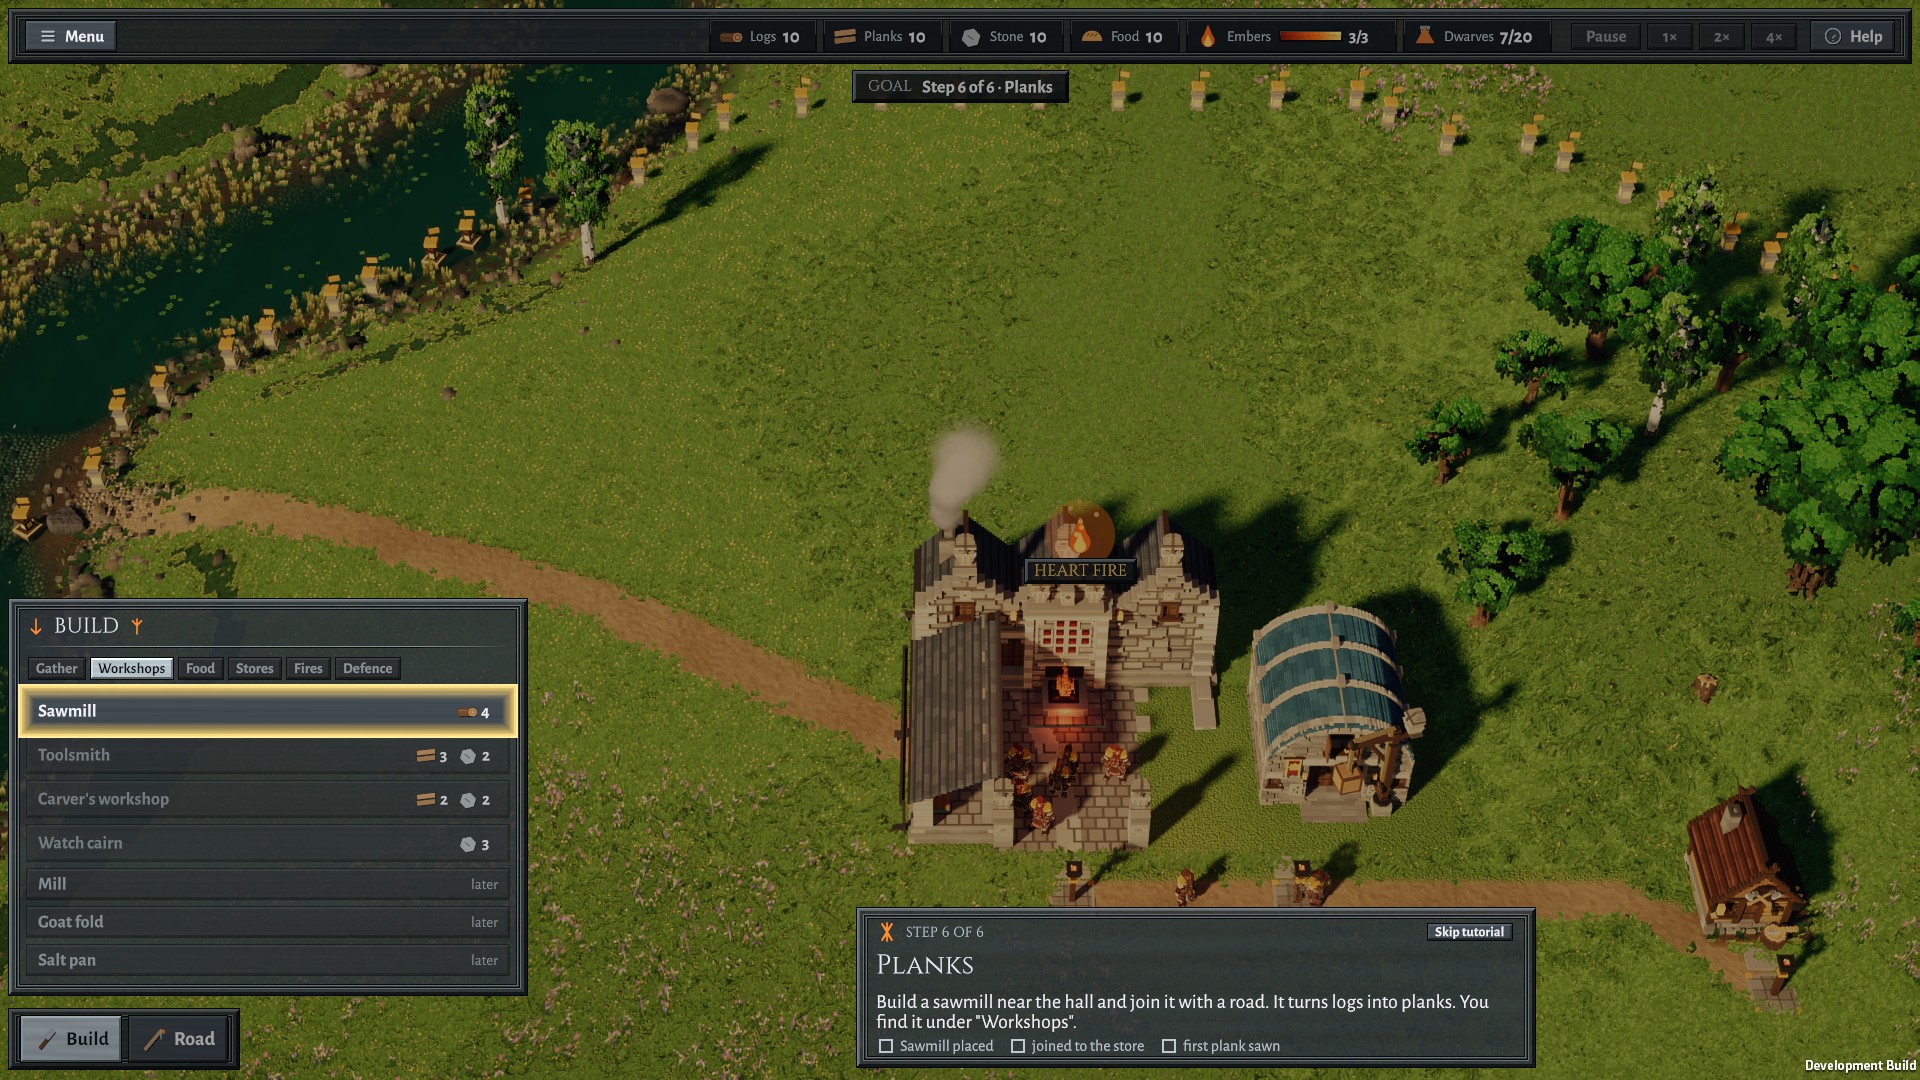 Menu
Logs 10
Planks 10
Stone 10
Food 10
Embers 3/3
Dwarves 7/20
Pause
1×
2×
4×
Help
GOAL Step 6 of 6 · Planks
HEART FIRE
BUILD
Gather Workshops Food Stores Fires Defence
Sawmill 4
Toolsmith 3 2
Carver's workshop 2 2
Watch cairn 3
Mill later
Goat fold later
Salt pan later
Build Road
STEP 6 OF 6 Skip tutorial
PLANKS
Build a sawmill near the hall and join it with a road. It turns logs into planks. You
find it under "Workshops".
Sawmill placed joined to the store first plank sawn
Development Build